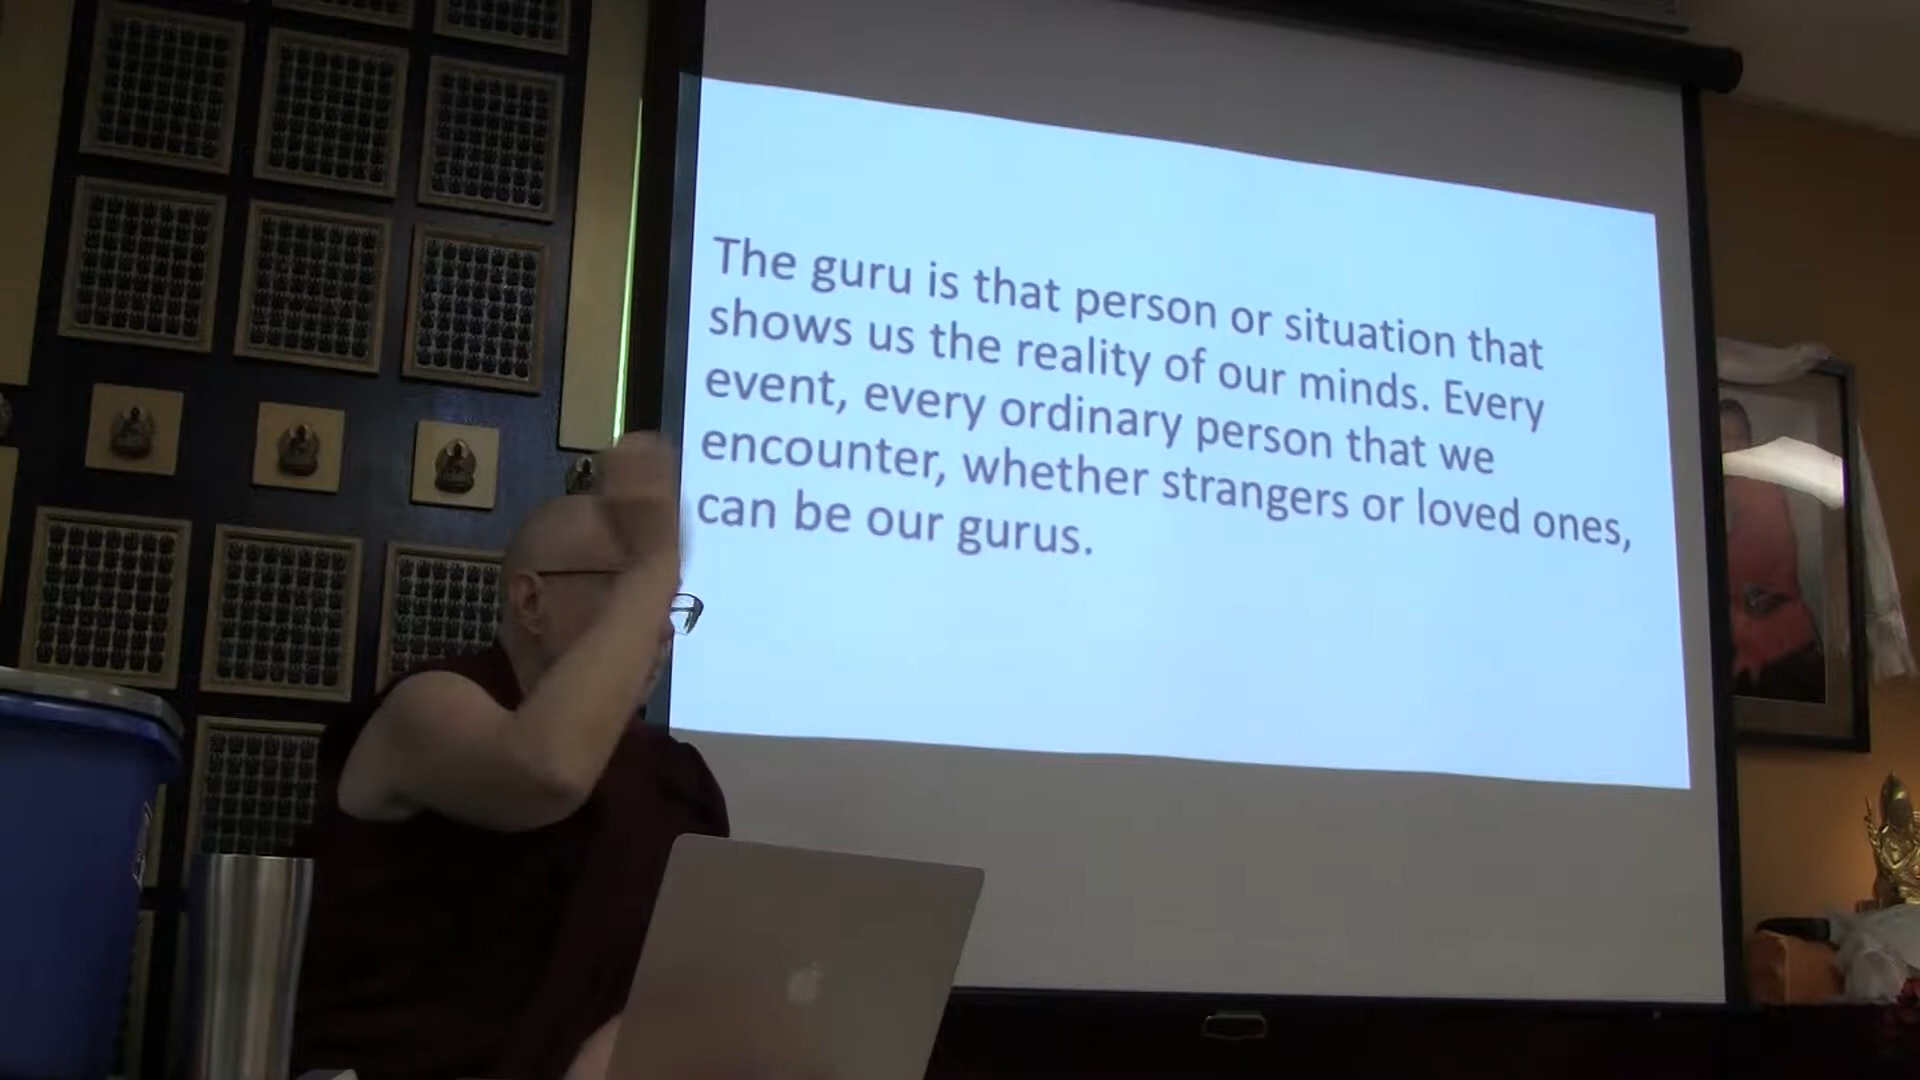 The guru is that person or situation that
shows us the reality of our minds. Every
event, every ordinary person that we
encounter, whether strangers or loved ones,
can be our gurus.